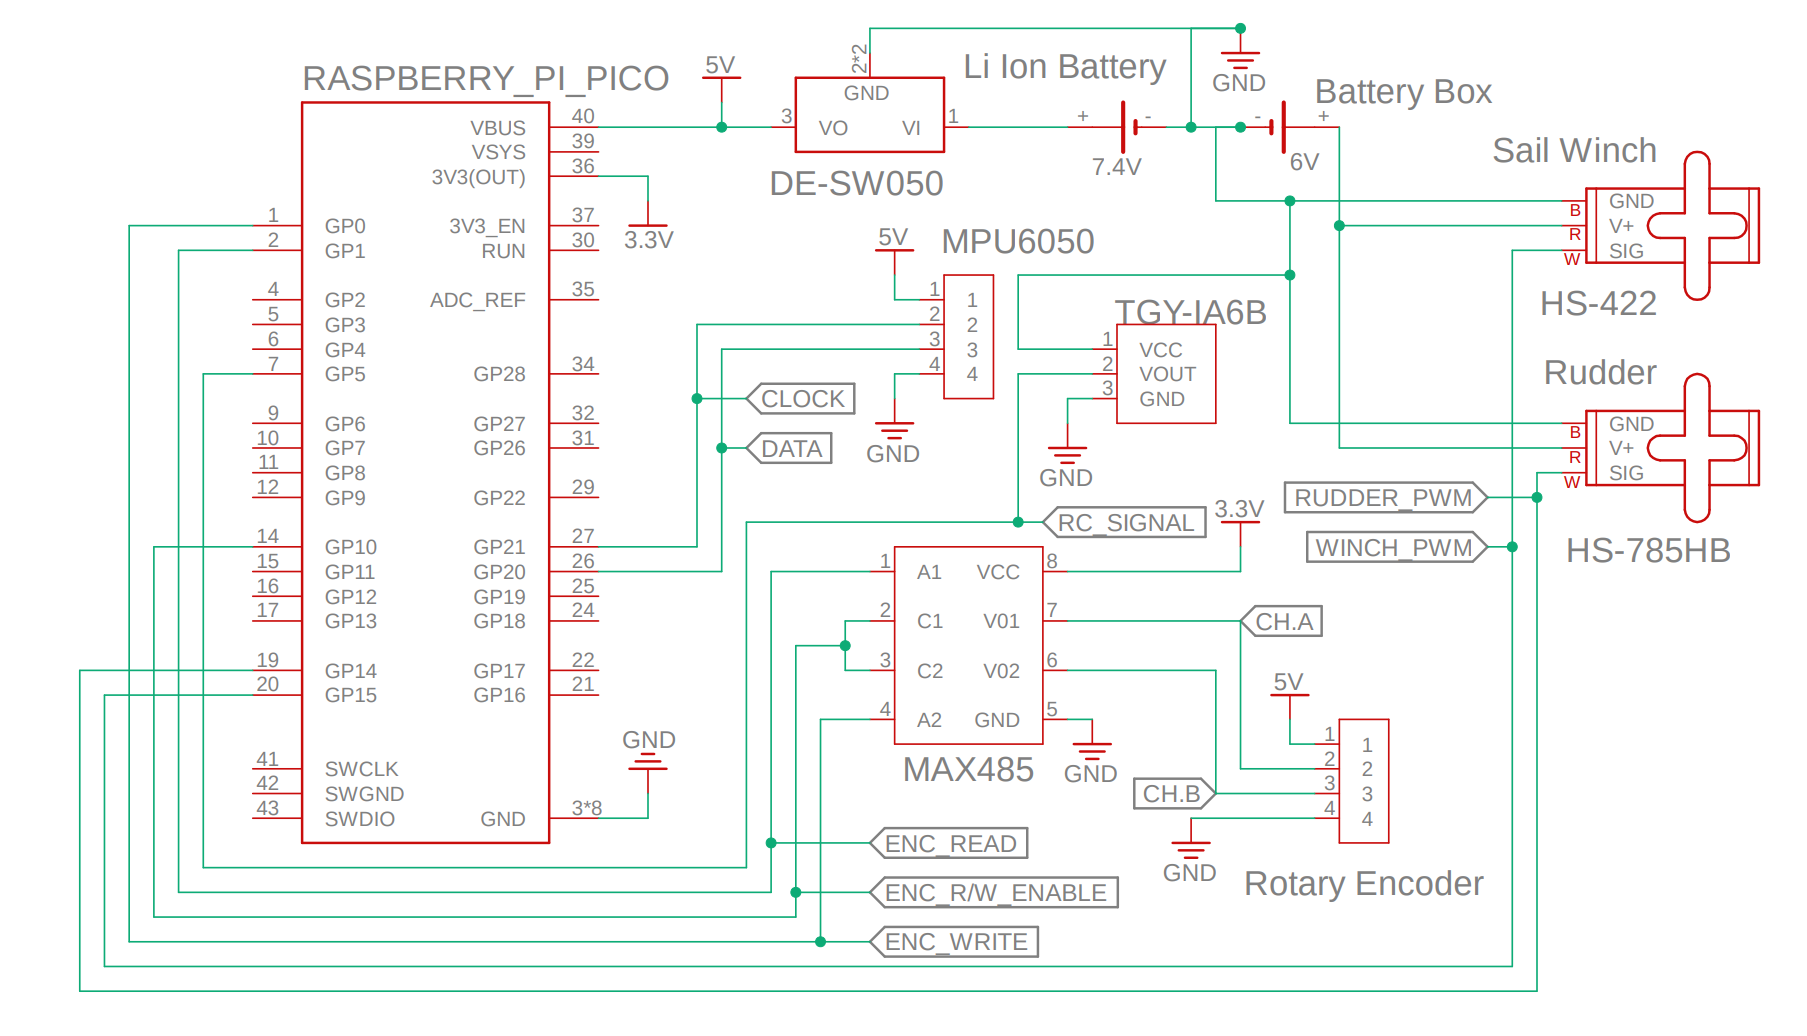 RASPBERRY_PI_PICO
VBUS 40
VSYS 39
3V3(OUT) 36
1 GP0 3V3_EN 37
2 GP1 RUN 30
4 GP2 ADC_REF 35
5 GP3
6 GP4
7 GP5 GP28 34
9 GP6 GP27 32
10 GP7 GP26 31
11 GP8
12 GP9 GP22 29
14 GP10 GP21 27
15 GP11 GP20 26
16 GP12 GP19 25
17 GP13 GP18 24
19 GP14 GP17 22
20 GP15 GP16 21
41 SWCLK
42 SWGND
43 SWDIO GND 3*8
5V
3.3V
GND
2*2
GND
3 VO VI 1
DE-SW050
Li Ion Battery
+ -
7.4V
GND
Battery Box
- +
6V
Sail Winch
B GND
R V+
W SIG
HS-422
Rudder
B GND
R V+
W SIG
HS-785HB
5V
MPU6050
1 1
2 2
3 3
4 4
GND
CLOCK
DATA
TGY-IA6B
1 VCC
2 VOUT
3 GND
GND
RC_SIGNAL
3.3V
RUDDER_PWM
WINCH_PWM
1 A1 VCC 8
2 C1 V01 7
3 C2 V02 6
4 A2 GND 5
MAX485
GND
CH.A
CH.B
5V
1 1
2 2
3 3
4 4
GND
Rotary Encoder
ENC_READ
ENC_R/W_ENABLE
ENC_WRITE